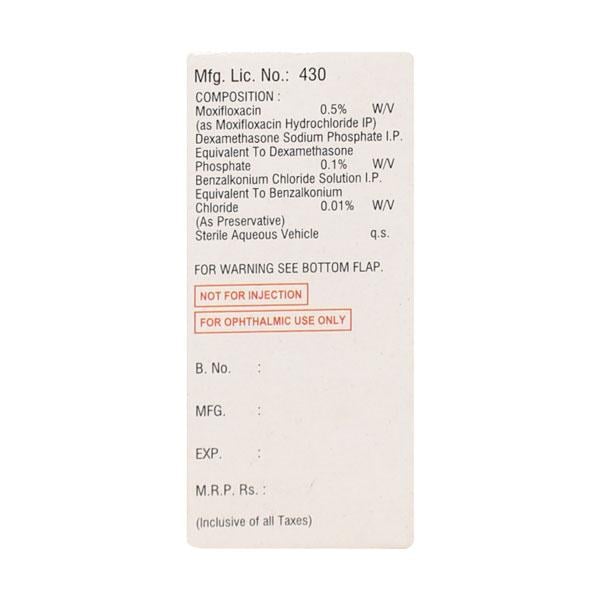 Mfg. Lic. No.: 430
COMPOSITION :
Moxifloxacin 0.5% W/V
(as Moxifloxacin Hydrochloride IP)
Dexamethasone Sodium Phosphate I.P.
Equivalent To Dexamethasone
Phosphate 0.1% W/V
Benzalkonium Chloride Solution I.P.
Equivalent To Benzalkonium
Chloride 0.01% W/V
(As Preservative)
Sterile Aqueous Vehicle q.s.
FOR WARNING SEE BOTTOM FLAP.
NOT FOR INJECTION
FOR OPHTHALMIC USE ONLY
B. No. :
MFG. :
EXP. :
M.R.P. Rs. :
(Inclusive of all Taxes)